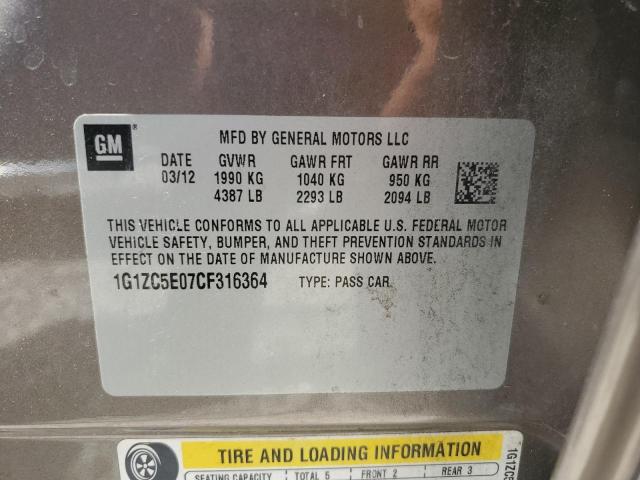 GM
MFD BY GENERAL MOTORS LLC
DATE GVWR GAWR FRT GAWR RR
03/12 1990 KG 1040 KG 950 KG
4387 LB 2293 LB 2094 LB
THIS VEHICLE CONFORMS TO ALL APPLICABLE U.S. FEDERAL MOTOR
VEHICLE SAFETY, BUMPER, AND THEFT PREVENTION STANDARDS IN
EFFECT ON THE DATE OF MANUFACTURE SHOWN ABOVE.
1G1ZC5E07CF316364 TYPE: PASS CAR
TIRE AND LOADING INFORMATION
SEATING CAPACITY TOTAL 5 FRONT 2 REAR 3
1G1ZC5